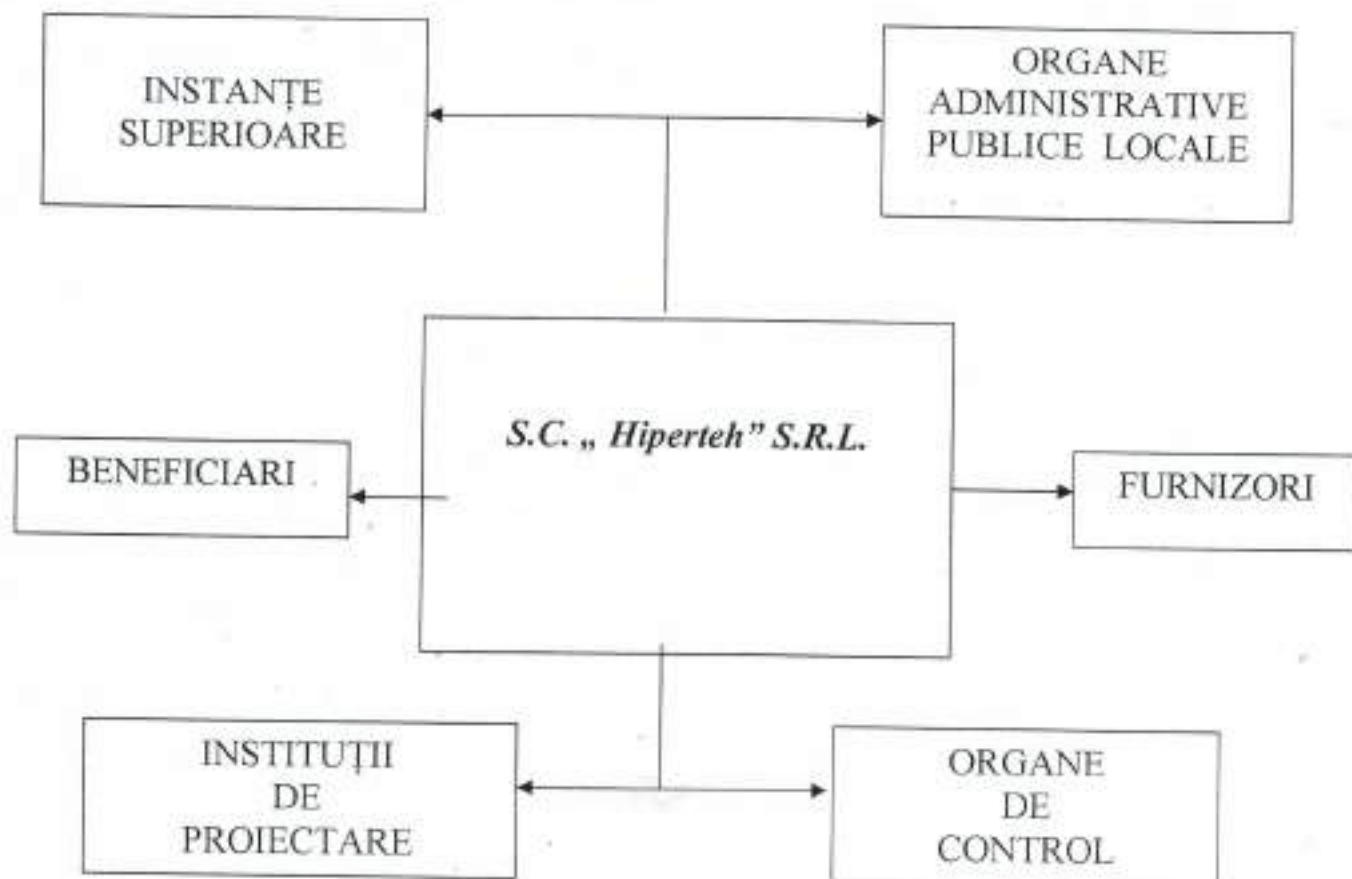 INSTANȚE
SUPERIOARE
ORGANE
ADMINISTRATIVE
PUBLICE LOCALE
S.C. „ Hiperteh” S.R.L.
BENEFICIARI
FURNIZORI
INSTITUȚII
DE
PROIECTARE
ORGANE
DE
CONTROL